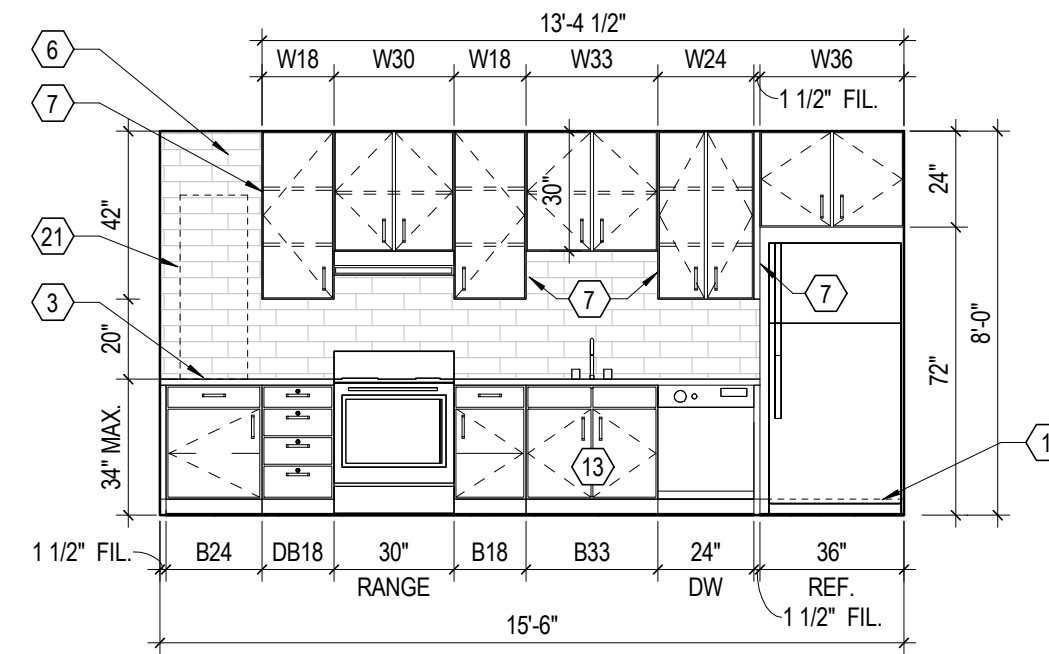 13'-4 1/2"
W18
W30
W18
W33
W24
W36
1 1/2" FIL.
6
7
21
3
42"
20"
34" MAX.
30"
7
7
13
24"
72"
8'-0"
1
1 1/2" FIL.
B24
DB18
30"
RANGE
B18
B33
24"
DW
36"
REF.
1 1/2" FIL.
15'-6"